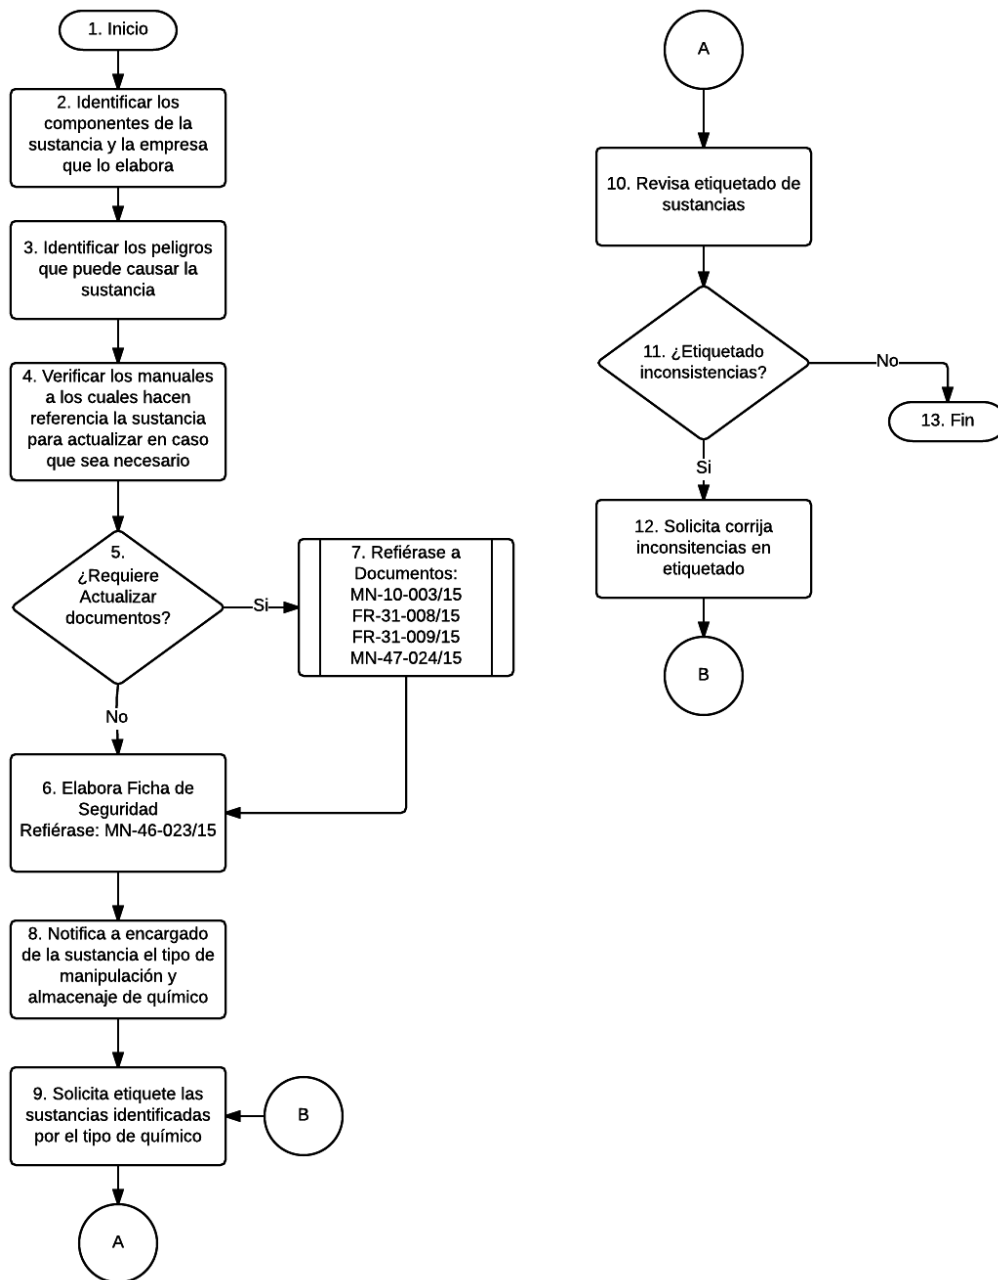 1. Inicio
2. Identificar los
componentes de la
sustancia y la empresa
que lo elabora
3. Identificar los peligros
que puede causar la
sustancia
4. Verificar los manuales
a los cuales hacen
referencia la sustancia
para actualizar en caso
que sea necesario
5.
¿Requiere
Actualizar
documentos?
Si
7. Refiérase a
Documentos:
MN-10-003/15
FR-31-008/15
FR-31-009/15
MN-47-024/15
No
6. Elabora Ficha de
Seguridad
Refiérase: MN-46-023/15
8. Notifica a encargado
de la sustancia el tipo de
manipulación y
almacenaje de químico
9. Solicita etiquete las
sustancias identificadas
por el tipo de químico
B
A
A
10. Revisa etiquetado de
sustancias
11. ¿Etiquetado
inconsistencias?
No
13. Fin
Si
12. Solicita corrija
inconsitencias en
etiquetado
B